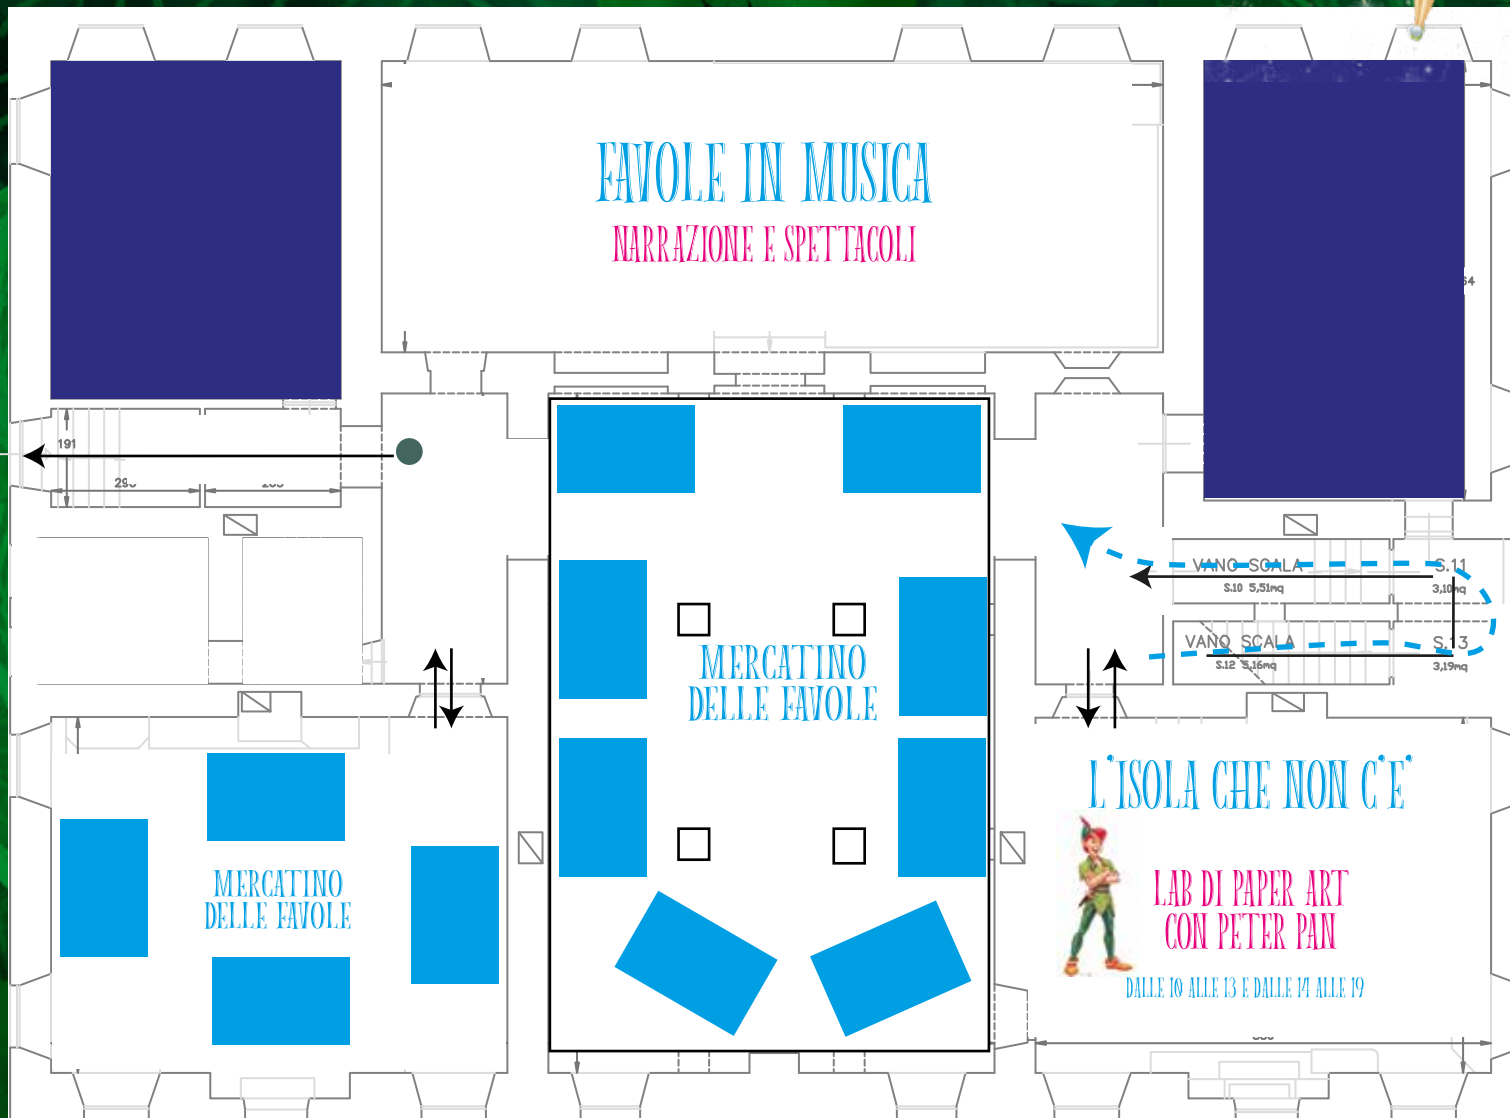 FAVOLE IN MUSICA
NARRAZIONE E SPETTACOLI
191
VANO SCALA
S.10 5,51mq
S.11
3,10mq
VANO SCALA
S.12 5,16mq
S.13
3,19mq
MERCATINO
DELLE FAVOLE
MERCATINO
DELLE FAVOLE
L'ISOLA CHE NON C'E'
LAB DI PAPER ART
CON PETER PAN
DALLE 10 ALLE 13 E DALLE 14 ALLE 19